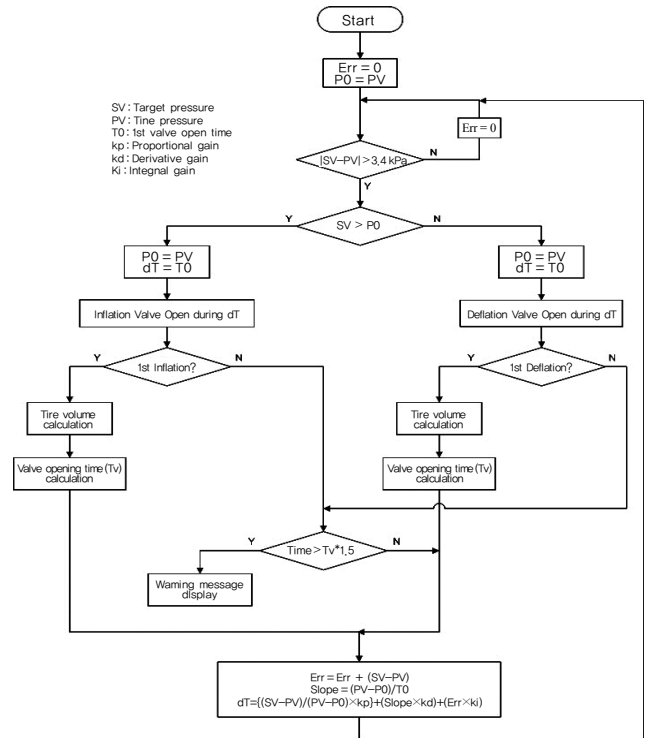 Start
Err = 0
P0 = PV
SV : Target pressure
PV : Tine pressure
T0 : 1st valve open time
kp : Proportional gain
kd : Derivative gain
Ki : Integnal gain
Err = 0
|SV-PV| > 3.4 kPa
N
Y
Y
SV > P0
N
P0 = PV
dT = T0
P0 = PV
dT = T0
Inflation Valve Open during dT
Deflation Valve Open during dT
Y
1st Inflation?
N
Y
1st Deflation?
N
Tire volume
calculation
Tire volume
calculation
Valve opening time(Tv)
calculation
Valve opening time(Tv)
calculation
Y
Time > Tv*1.5
N
Waming message
display
Err = Err + (SV-PV)
Slope = (PV-P0)/T0
dT={(SV-PV)/(PV-P0)×kp}+(Slope×kd)+(Err×ki)